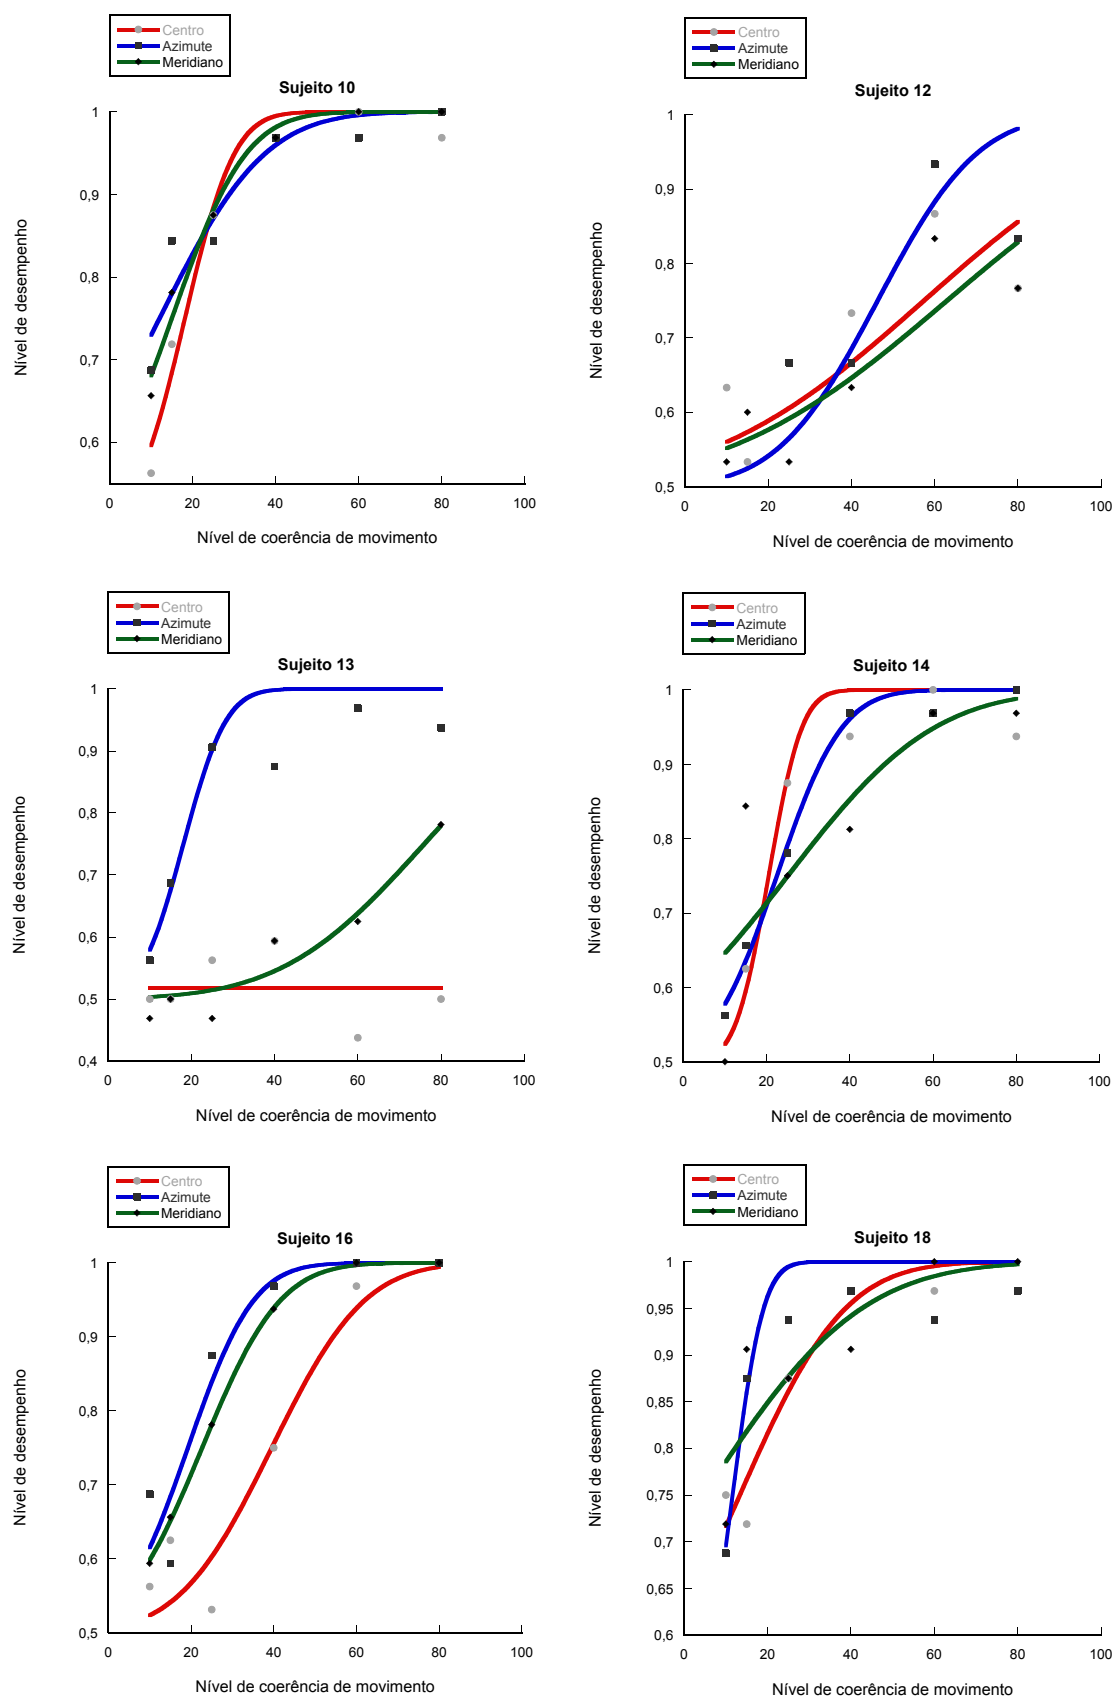 Centro
Azimute
Meridiano
Sujeito 10
Nível de desempenho
1
0,9
0,8
0,7
0,6
0 20 40 60 80 100
Nível de coerência de movimento
Centro
Azimute
Meridiano
Sujeito 12
Nível de desempenho
1
0,9
0,8
0,7
0,6
0,5
0 20 40 60 80 100
Nível de coerência de movimento
Centro
Azimute
Meridiano
Sujeito 13
Nível de desempenho
1
0,9
0,8
0,7
0,6
0,5
0,4
0 20 40 60 80 100
Nível de coerência de movimento
Centro
Azimute
Meridiano
Sujeito 14
Nível de desempenho
1
0,9
0,8
0,7
0,6
0,5
0 20 40 60 80 100
Nível de coerência de movimento
Centro
Azimute
Meridiano
Sujeito 16
Nível de desempenho
1
0,9
0,8
0,7
0,6
0,5
0 20 40 60 80 100
Nível de coerência de movimento
Centro
Azimute
Meridiano
Sujeito 18
Nível de desempenho
1
0,95
0,9
0,85
0,8
0,75
0,7
0,65
0,6
0 20 40 60 80 100
Nível de coerência de movimento